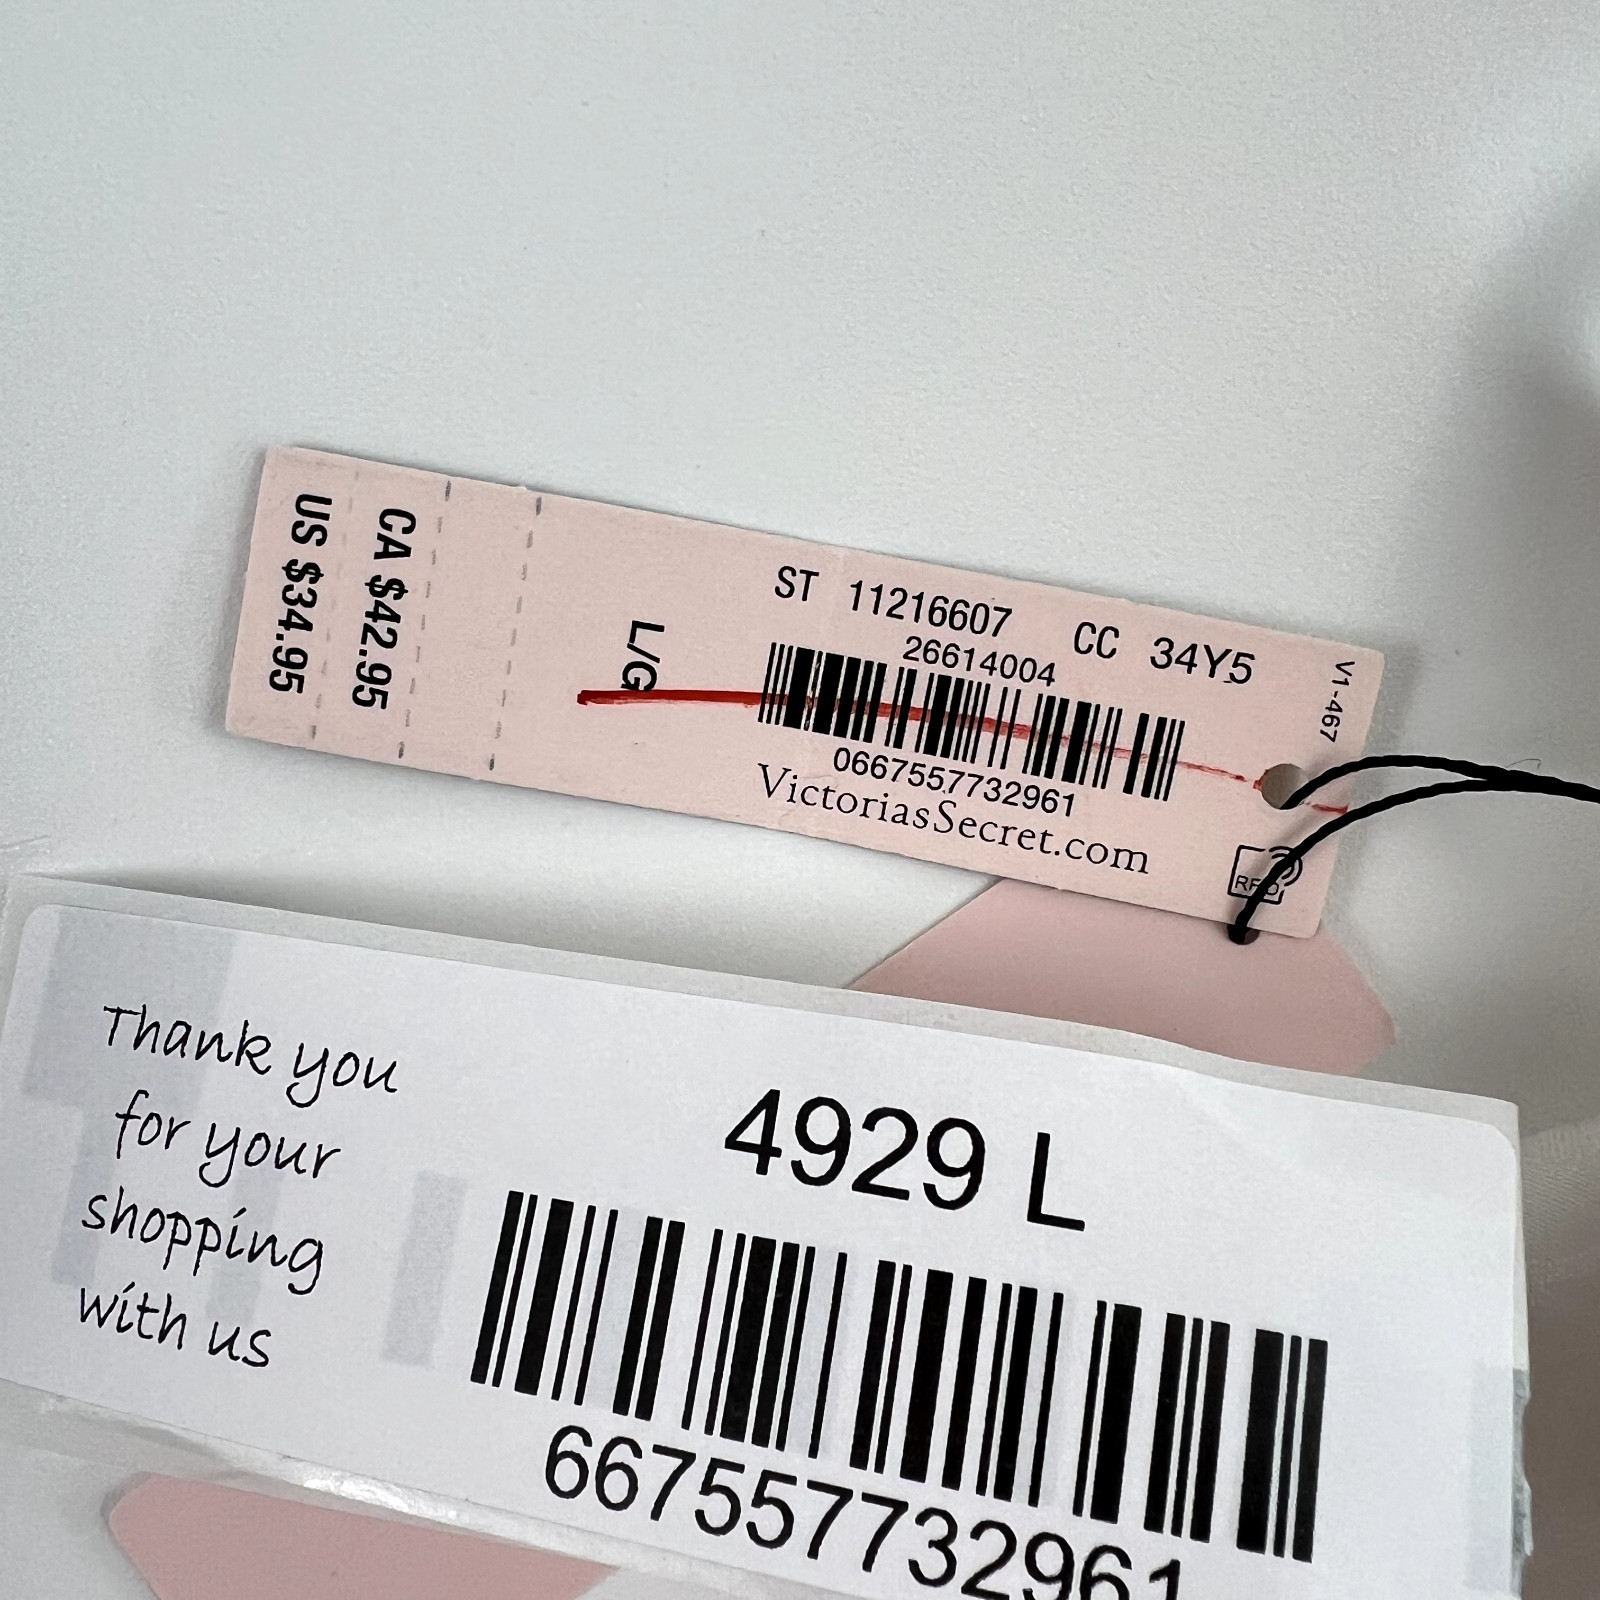 US $34.95
CA $42.95
L/G
ST 11216607 CC 34Y5
26614004
0667557732961
VictoriasSecret.com
V1-467
RFID
Thank you
for your
shopping
with us
4929 L
667557732961